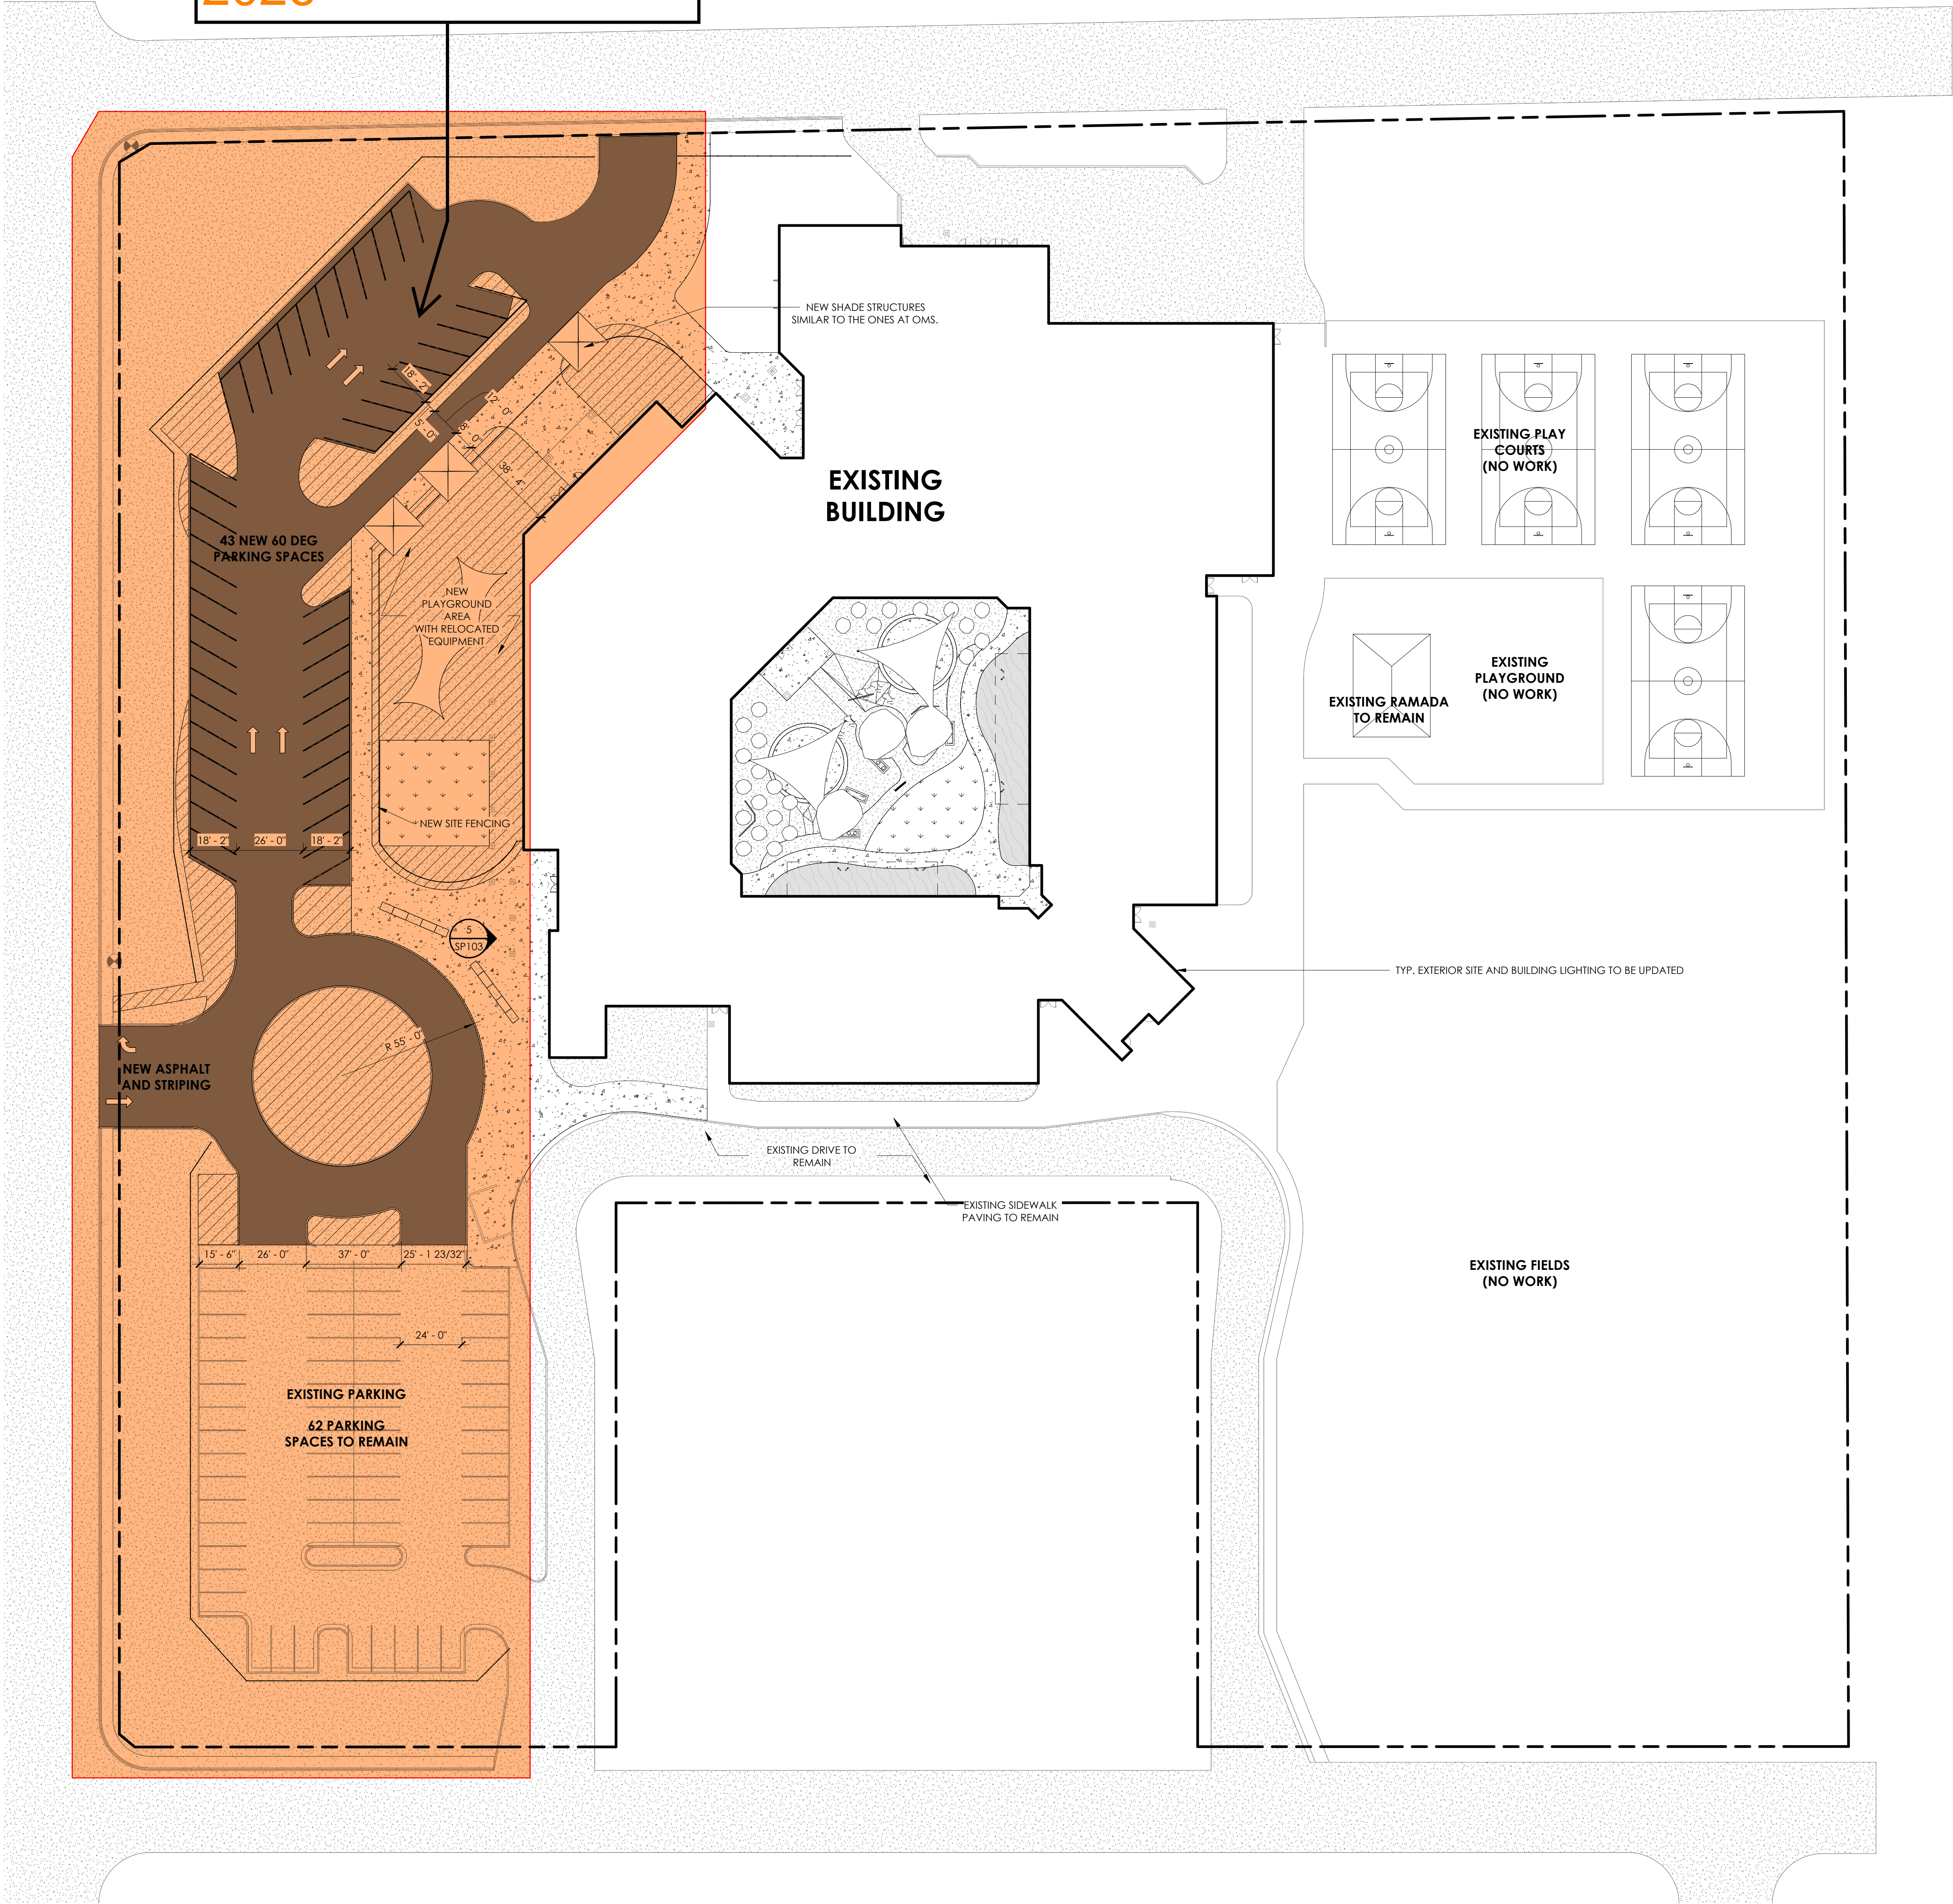 NEW SHADE STRUCTURES
SIMILAR TO THE ONES AT OMS.
EXISTING
BUILDING
EXISTING PLAY
COURTS
(NO WORK)
18' - 2"
12' - 0"
5' - 0"
8' - 0"
38' - 4"
43 NEW 60 DEG
PARKING SPACES
NEW
PLAYGROUND
AREA
WITH RELOCATED
EQUIPMENT
EXISTING
PLAYGROUND
(NO WORK)
EXISTING RAMADA
TO REMAIN
NEW SITE FENCING
18' - 2"
26' - 0"
18' - 2"
5
SP103
TYP. EXTERIOR SITE AND BUILDING LIGHTING TO BE UPDATED
R 55' - 0"
NEW ASPHALT
AND STRIPING
EXISTING DRIVE TO
REMAIN
EXISTING SIDEWALK
PAVING TO REMAIN
15' - 6"
26' - 0"
37' - 0"
25' - 1 23/32"
EXISTING FIELDS
(NO WORK)
24' - 0"
EXISTING PARKING
62 PARKING
SPACES TO REMAIN